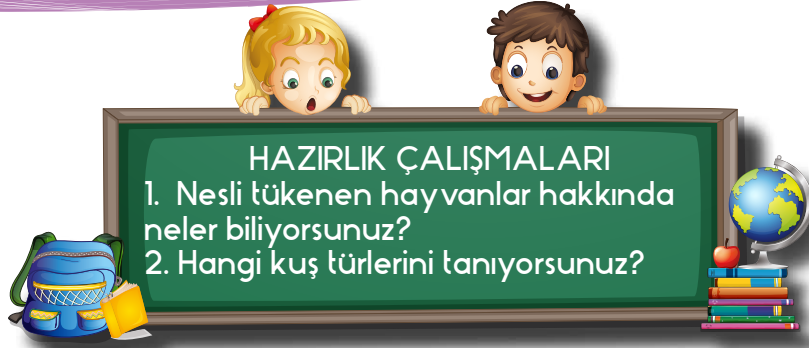 HAZIRLIK ÇALIŞMALARI
1. Nesli tükenen hayvanlar hakkında
neler biliyorsunuz?
2. Hangi kuş türlerini tanıyorsunuz?